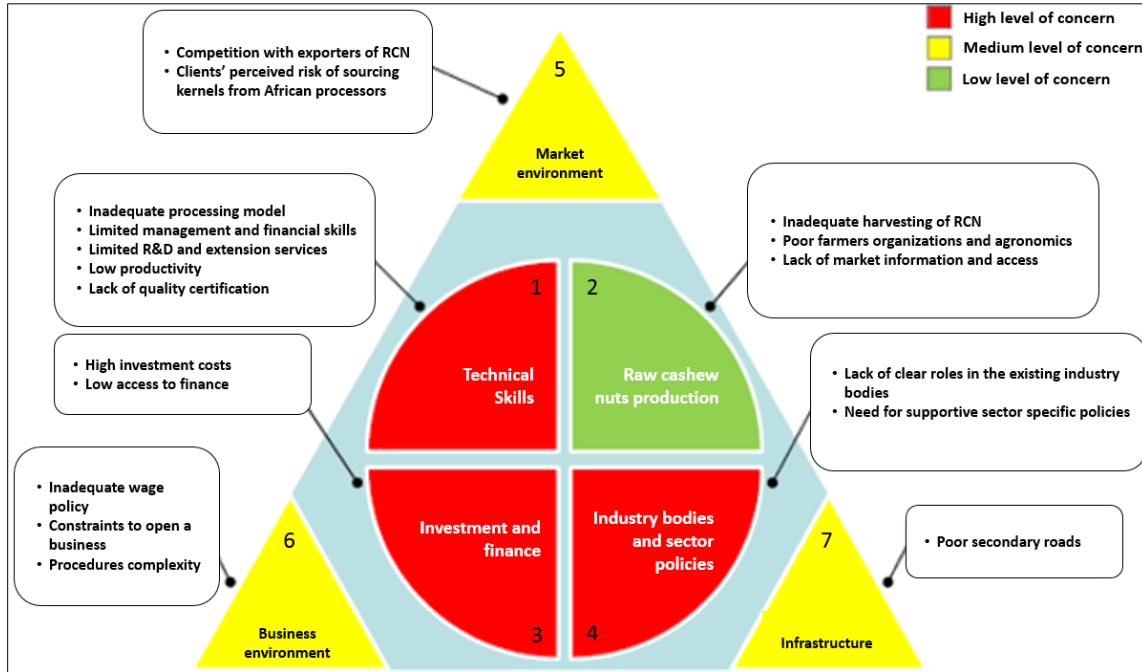 High level of concern
Medium level of concern
Low level of concern
• Competition with exporters of RCN
• Clients' perceived risk of sourcing
kernels from African processors
5
Market
environment
• Inadequate processing model
• Limited management and financial skills
• Limited R&D and extension services
• Low productivity
• Lack of quality certification
• Inadequate harvesting of RCN
• Poor farmers organizations and agronomics
• Lack of market information and access
1
2
Technical
Skills
Raw cashew
nuts production
• High investment costs
• Low access to finance
• Lack of clear roles in the existing industry
bodies
• Need for supportive sector specific policies
• Inadequate wage
policy
• Constraints to open a
business
• Procedures complexity
6
Business
environment
Investment and
finance
3
Industry bodies
and sector
policies
4
7
Infrastructure
• Poor secondary roads